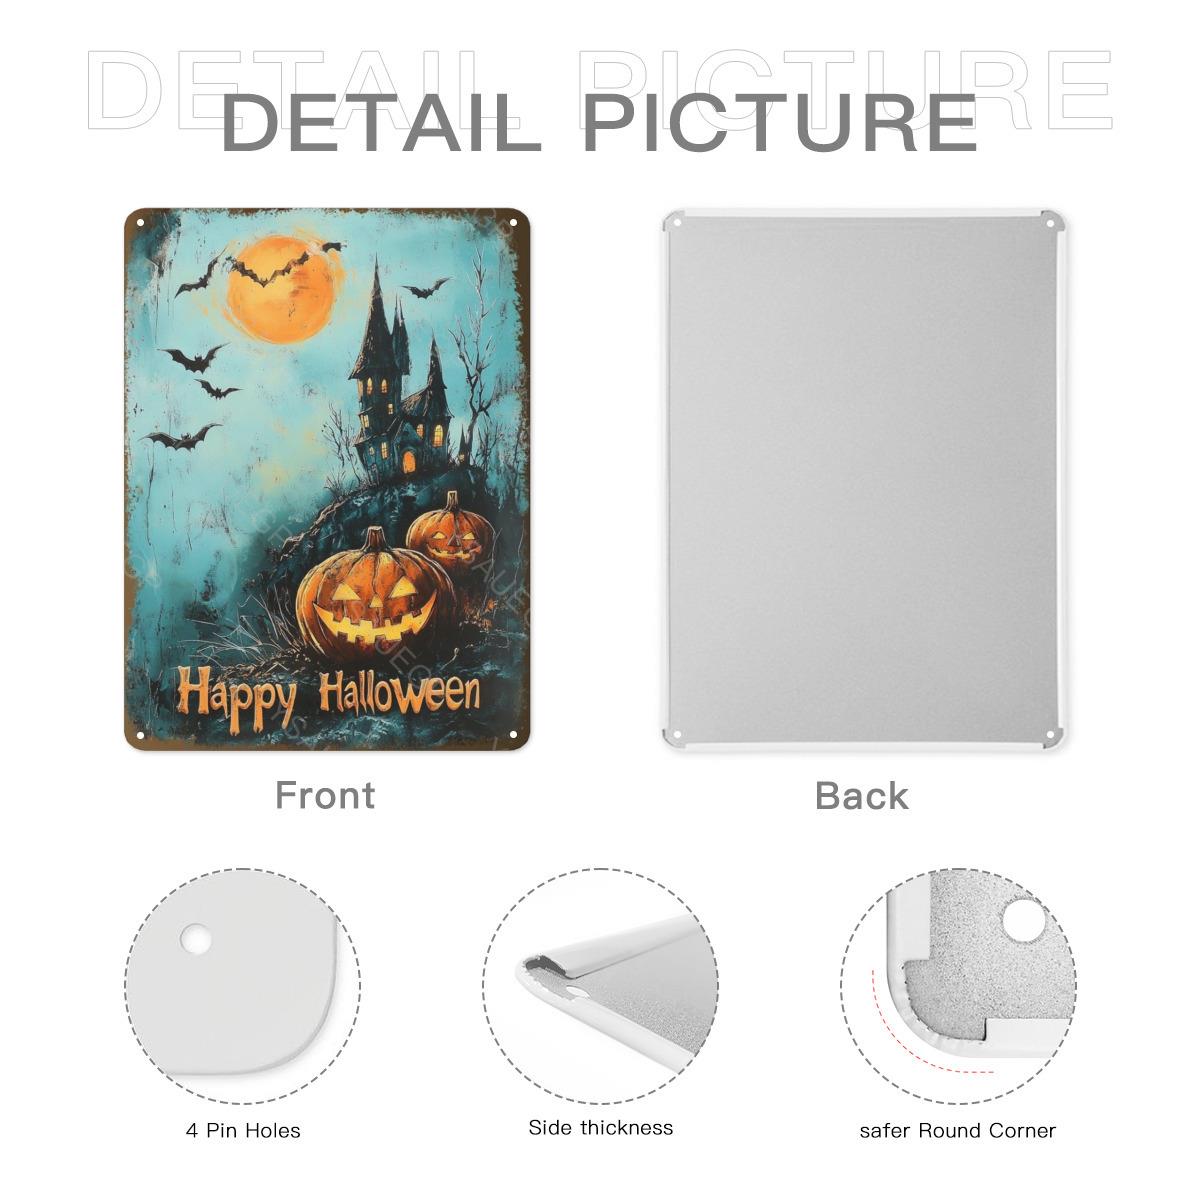 DETAIL PICTURE
DETAIL PICTURE
Happy Halloween
Front
Back
4 Pin Holes
Side thickness
safer Round Corner